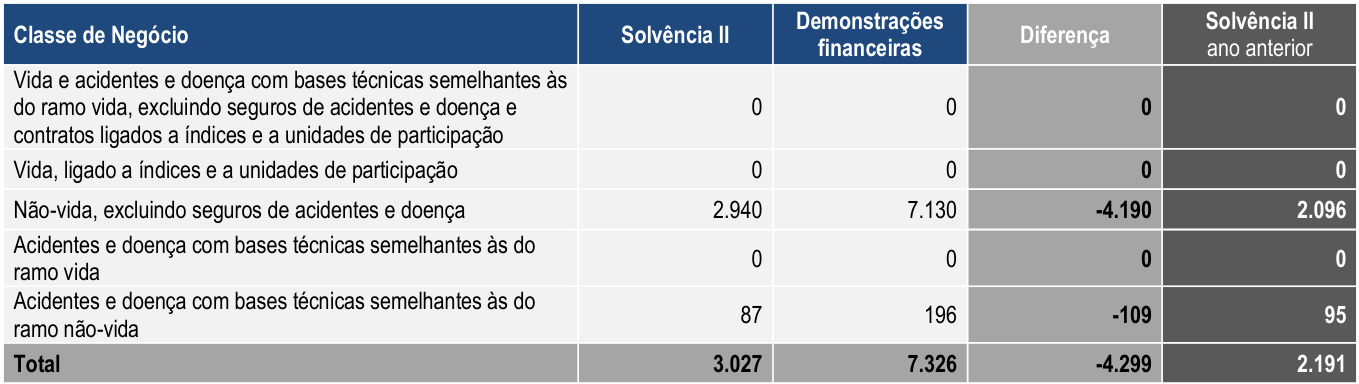 Classe de Negócio Solvência II Demonstrações financeiras Diferença Solvência II ano anterior
Vida e acidentes e doença com bases técnicas semelhantes às
do ramo vida, excluindo seguros de acidentes e doença e
contratos ligados a índices e a unidades de participação 0 0 0 0
Vida, ligado a índices e a unidades de participação 0 0 0 0
Não-vida, excluindo seguros de acidentes e doença 2.940 7.130 -4.190 2.096
Acidentes e doença com bases técnicas semelhantes às do
ramo vida 0 0 0 0
Acidentes e doença com bases técnicas semelhantes às do
ramo não-vida 87 196 -109 95
Total 3.027 7.326 -4.299 2.191